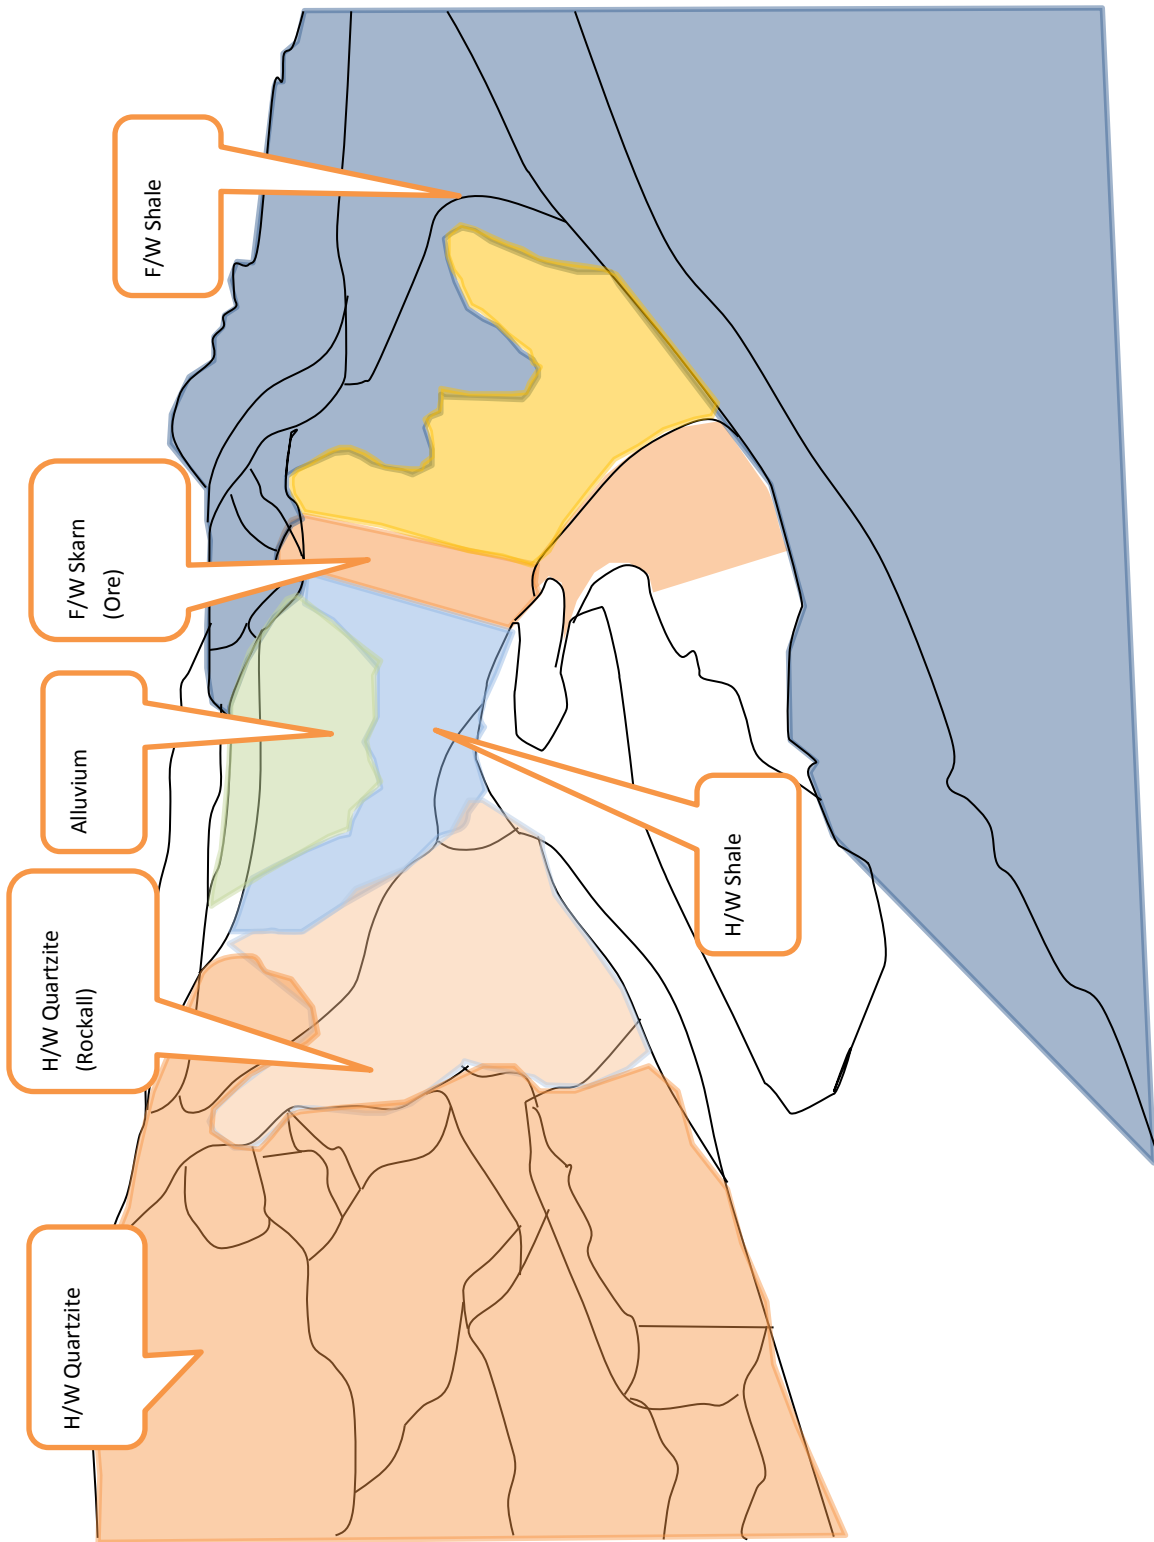 F/W Shale
F/W Skarn
(Ore)
Alluvium
H/W Quartzite
(Rockall)
H/W Shale
H/W Quartzite